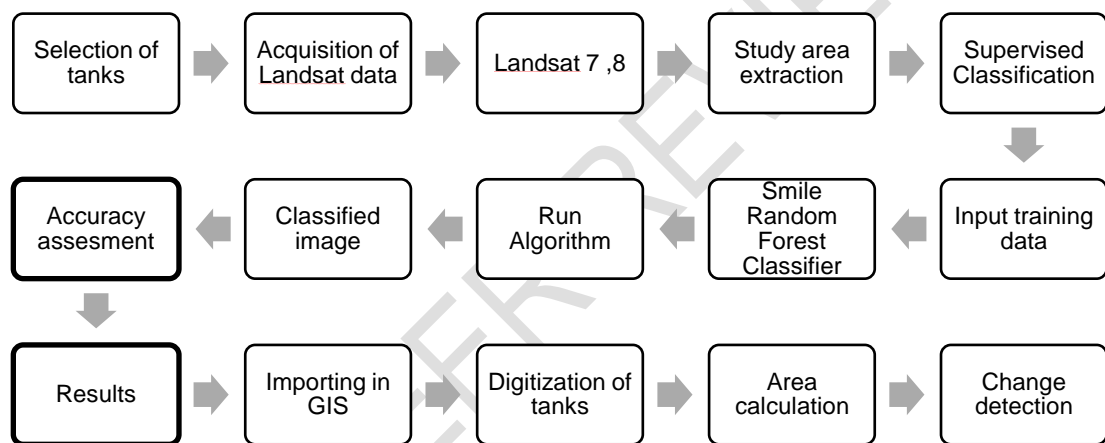 Selection of
tanks
Acquisition of
Landsat data
Landsat 7 ,8
Study area
extraction
Supervised
Classification
Input training
data
Smile
Random
Forest
Classifier
Run
Algorithm
Classified
image
Accuracy
assesment
Results
Importing in
GIS
Digitization of
tanks
Area
calculation
Change
detection